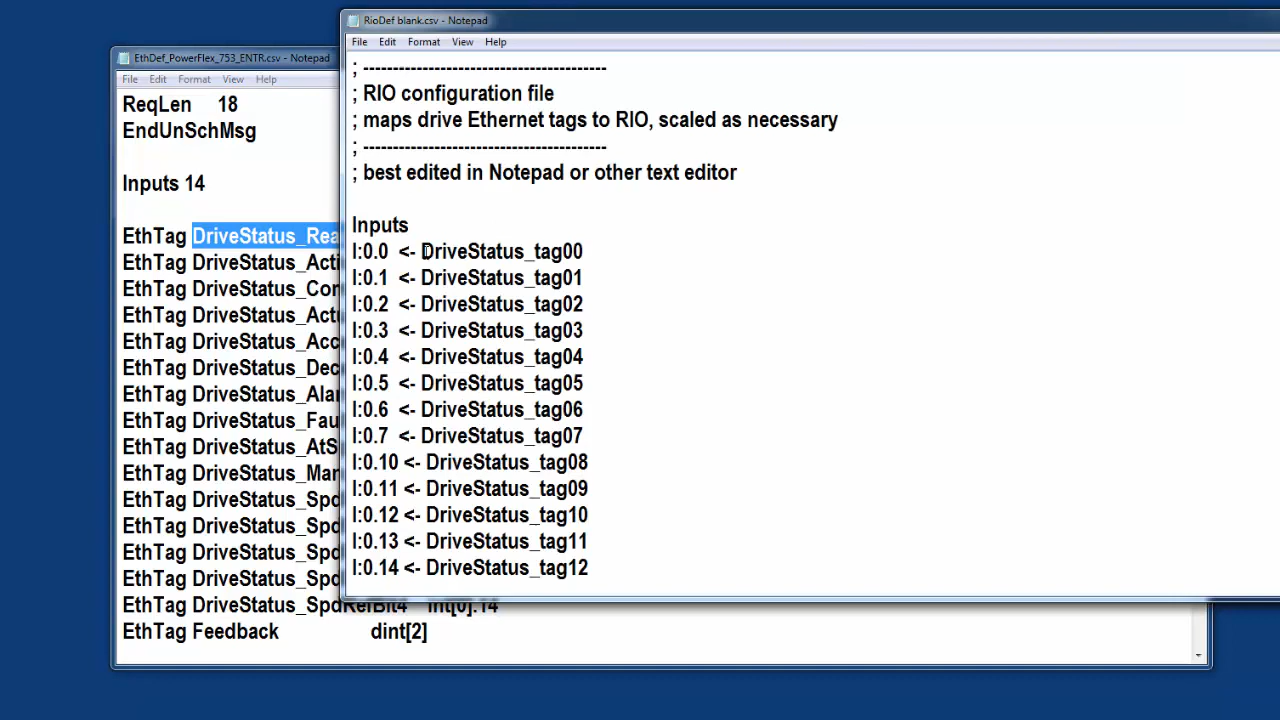 RioDef blank.csv - Notepad
File Edit Format View Help
; -----------------------------------------
; RIO configuration file
; maps drive Ethernet tags to RIO, scaled as necessary
; -----------------------------------------
; best edited in Notepad or other text editor
Inputs
I:0.0 <- DriveStatus_tag00
I:0.1 <- DriveStatus_tag01
I:0.2 <- DriveStatus_tag02
I:0.3 <- DriveStatus_tag03
I:0.4 <- DriveStatus_tag04
I:0.5 <- DriveStatus_tag05
I:0.6 <- DriveStatus_tag06
I:0.7 <- DriveStatus_tag07
I:0.10 <- DriveStatus_tag08
I:0.11 <- DriveStatus_tag09
I:0.12 <- DriveStatus_tag10
I:0.13 <- DriveStatus_tag11
I:0.14 <- DriveStatus_tag12
EthDef_PowerFlex_753_ENTR.csv - Notepad
File Edit Format View Help
ReqLen 18
EndUnSchMsg
Inputs 14
EthTag DriveStatus_Rea
EthTag DriveStatus_Acti
EthTag DriveStatus_Con
EthTag DriveStatus_Actu
EthTag DriveStatus_Acc
EthTag DriveStatus_Dec
EthTag DriveStatus_Alar
EthTag DriveStatus_Fau
EthTag DriveStatus_AtS
EthTag DriveStatus_Man
EthTag DriveStatus_Spd
EthTag DriveStatus_Spd
EthTag DriveStatus_Spd
EthTag DriveStatus_Spd
EthTag DriveStatus_SpdRefBit4 int[0].14
EthTag Feedback dint[2]